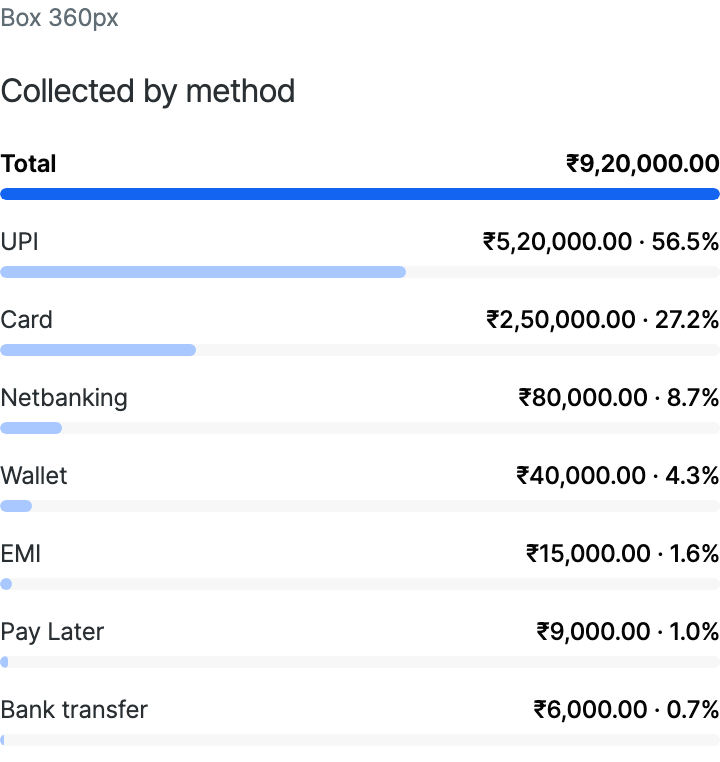 Box 360px
Collected by method
Total ₹9,20,000.00
UPI ₹5,20,000.00 · 56.5%
Card ₹2,50,000.00 · 27.2%
Netbanking ₹80,000.00 · 8.7%
Wallet ₹40,000.00 · 4.3%
EMI ₹15,000.00 · 1.6%
Pay Later ₹9,000.00 · 1.0%
Bank transfer ₹6,000.00 · 0.7%